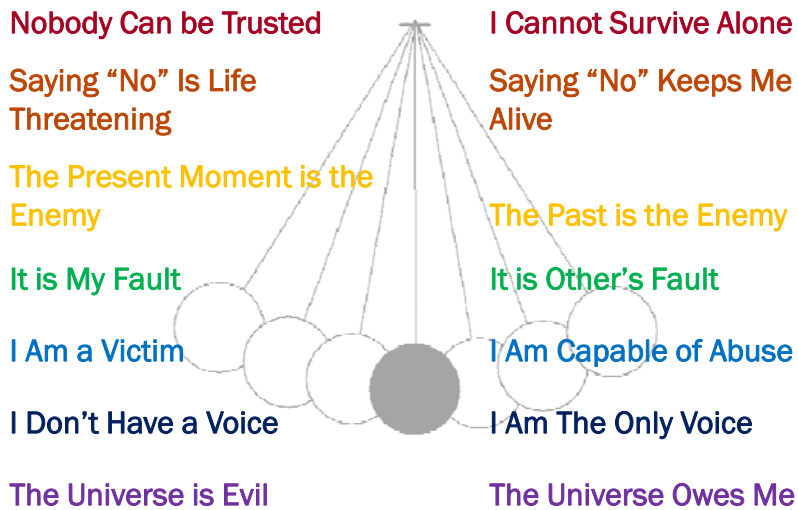 Nobody Can be Trusted
I Cannot Survive Alone
Saying “No” Is Life
Threatening
Saying “No” Keeps Me
Alive
The Present Moment is the
Enemy
The Past is the Enemy
It is My Fault
It is Other’s Fault
I Am a Victim
I Am Capable of Abuse
I Don’t Have a Voice
I Am The Only Voice
The Universe is Evil
The Universe Owes Me